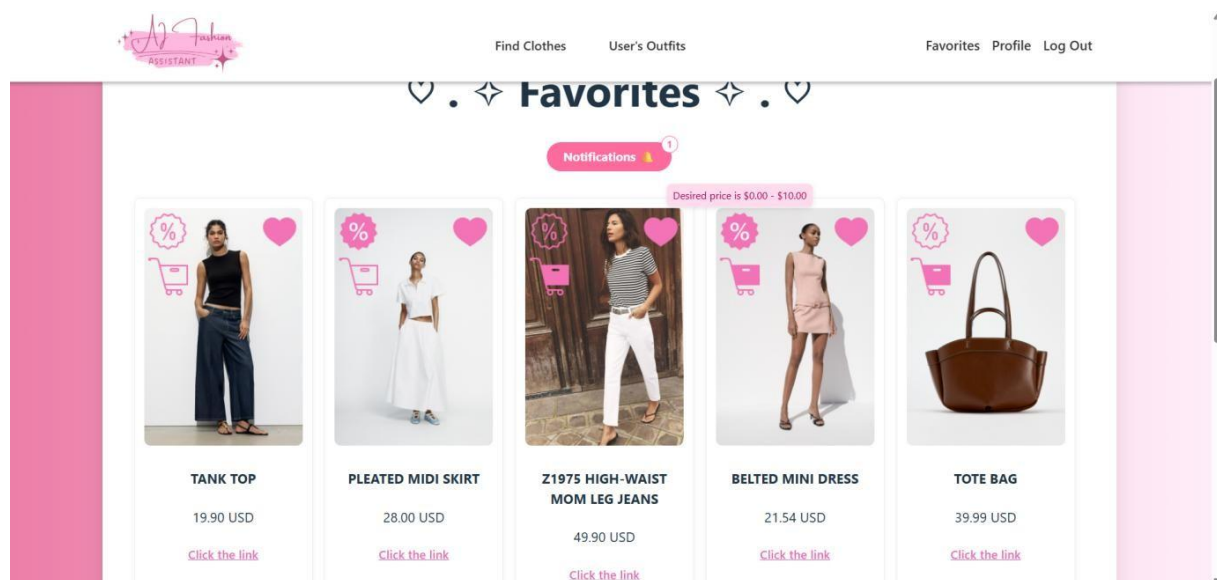 AJ Fashion
ASSISTANT
Find Clothes
User's Outfits
Favorites
Profile
Log Out
Favorites
Notifications
1
Desired price is $0.00 - $10.00
%
%
%
%
%
TANK TOP
19.90 USD
Click the link
PLEATED MIDI SKIRT
28.00 USD
Click the link
Z1975 HIGH-WAIST
MOM LEG JEANS
49.90 USD
Click the link
BELTED MINI DRESS
21.54 USD
Click the link
TOTE BAG
39.99 USD
Click the link